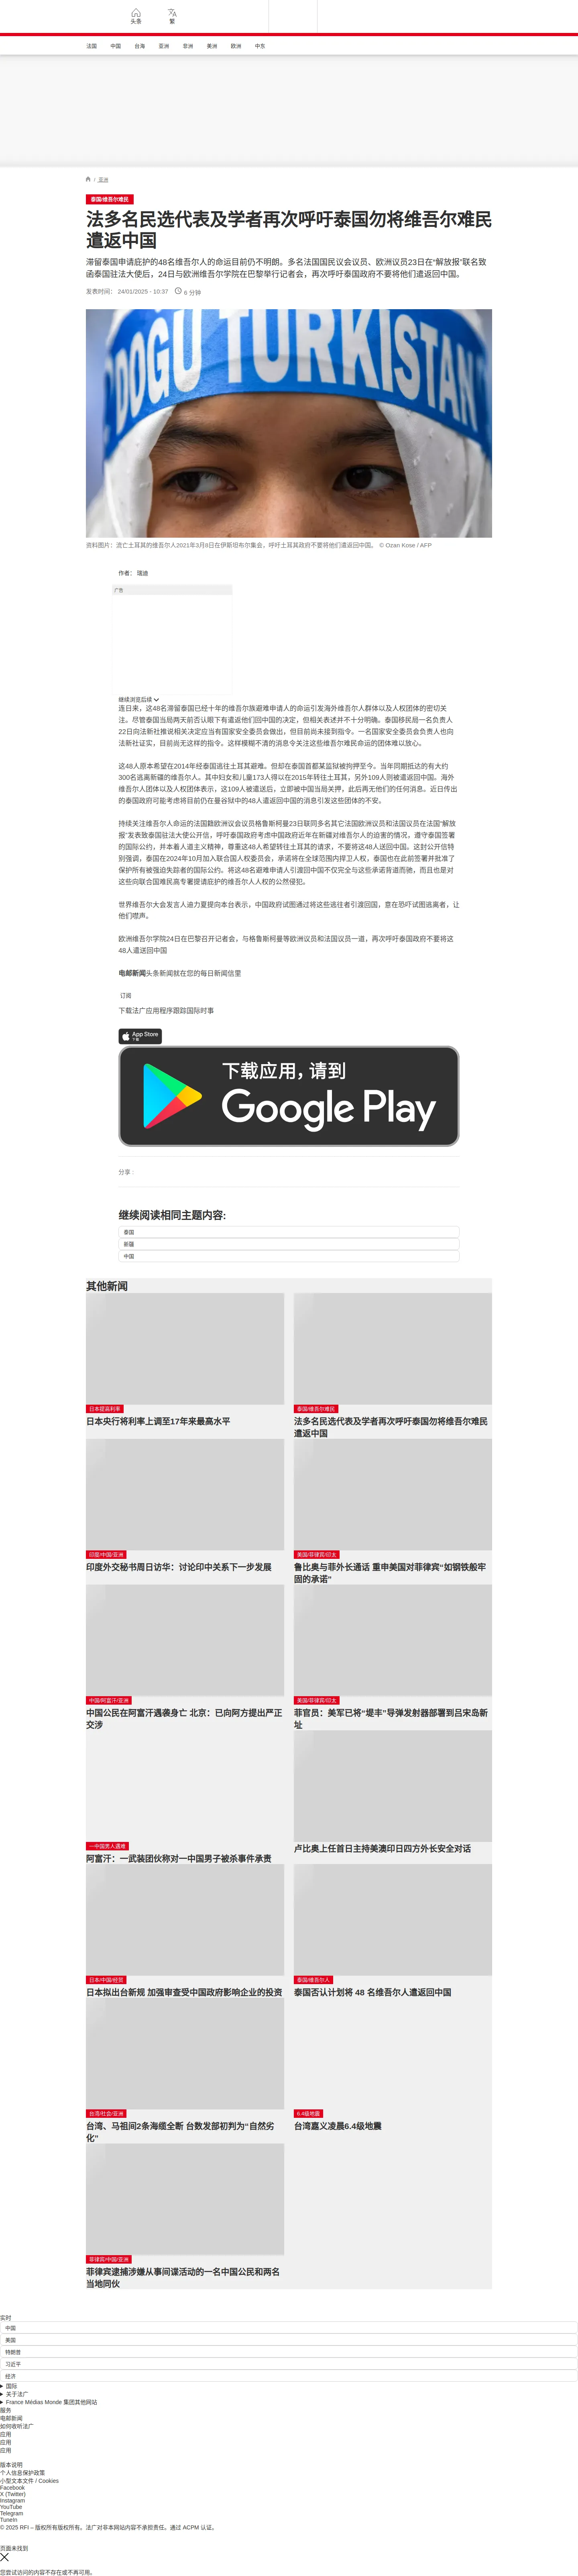 头条
繁
法国
中国
台海
亚洲
非洲
美洲
欧洲
中东
/ 亚洲
泰国/维吾尔难民
法多名民选代表及学者再次呼吁泰国勿将维吾尔难民
遣返中国
滞留泰国申请庇护的48名维吾尔人的命运目前仍不明朗。多名法国国民议会议员、欧洲议员23日在“解放报”联名致
函泰国驻法大使后，24日与欧洲维吾尔学院在巴黎举行记者会，再次呼吁泰国政府不要将他们遣返回中国。
发表时间： 24/01/2025 - 10:37
6 分钟
DOGU TURKISTAN
资料图片：流亡土耳其的维吾尔人2021年3月8日在伊斯坦布尔集会，呼吁土耳其政府不要将他们遣返回中国。 © Ozan Kose / AFP
作者： 瑞迪
广告
继续浏览后续
连日来，这48名滞留泰国已经十年的维吾尔族避难申请人的命运引发海外维吾尔人群体以及人权团体的密切关
注。尽管泰国当局两天前否认眼下有遣返他们回中国的决定，但相关表述并不十分明确。泰国移民局一名负责人
22日向法新社推说相关决定应当有国家安全委员会做出，但目前尚未接到指令。一名国家安全委员会负责人也向
法新社证实，目前尚无这样的指令。这样模糊不清的消息令关注这些维吾尔难民命运的团体难以放心。
这48人原本希望在2014年经泰国逃往土耳其避难。但却在泰国首都某监狱被拘押至今。当年同期抵达的有大约
300名逃离新疆的维吾尔人。其中妇女和儿童173人得以在2015年转往土耳其，另外109人则被遣返回中国。海外
维吾尔人团体以及人权团体表示，这109人被遣送后，立即被中国当局关押，此后再无他们的任何消息。近日传出
的泰国政府可能考虑将目前仍在曼谷狱中的48人遣返回中国的消息引发这些团体的不安。
持续关注维吾尔人命运的法国籍欧洲议会议员格鲁斯柯曼23日联同多名其它法国欧洲议员和法国议员在法国“解放
报”发表致泰国驻法大使公开信，呼吁泰国政府考虑中国政府近年在新疆对维吾尔人的迫害的情况，遵守泰国签署
的国际公约，并本着人道主义精神，尊重这48人希望转往土耳其的请求，不要将这48人送回中国。这封公开信特
别强调，泰国在2024年10月加入联合国人权委员会，承诺将在全球范围内捍卫人权，泰国也在此前签署并批准了
保护所有被强迫失踪者的国际公约。将这48名避难申请人引渡回中国不仅完全与这些承诺背道而驰，而且也是对
这些向联合国难民高专署提请庇护的维吾尔人人权的公然侵犯。
世界维吾尔大会发言人迪力夏提向本台表示，中国政府试图通过将这些逃往者引渡回国，意在恐吓试图逃离者，让
他们噤声。
欧洲维吾尔学院24日在巴黎召开记者会，与格鲁斯柯曼等欧洲议员和法国议员一道，再次呼吁泰国政府不要将这
48人遣送回中国
电邮新闻头条新闻就在您的每日新闻信里
订阅
下载法广应用程序跟踪国际时事
App Store
下载
下载应用，请到
Google Play
分享 :
继续阅读相同主题内容:
泰国
新疆
中国
其他新闻
日本提高利率
日本央行将利率上调至17年来最高水平
泰国/维吾尔难民
法多名民选代表及学者再次呼吁泰国勿将维吾尔难民
遣返中国
印度/中国/亚洲
印度外交秘书周日访华：讨论印中关系下一步发展
美国/菲律宾/印太
鲁比奥与菲外长通话 重申美国对菲律宾“如钢铁般牢
固的承诺”
中国/阿富汗/亚洲
中国公民在阿富汗遇袭身亡 北京：已向阿方提出严正
交涉
美国/菲律宾/印太
菲官员：美军已将“堤丰”导弹发射器部署到吕宋岛新
址
一中国男人遇难
阿富汗：一武装团伙称对一中国男子被杀事件承责
卢比奥上任首日主持美澳印日四方外长安全对话
日本/中国/经贸
日本拟出台新规 加强审查受中国政府影响企业的投资
泰国/维吾尔人
泰国否认计划将 48 名维吾尔人遣返回中国
台湾/社会/亚洲
台湾、马祖间2条海缆全断 台数发部初判为“自然劣
化”
6.4级地震
台湾嘉义凌晨6.4级地震
菲律宾/中国/亚洲
菲律宾逮捕涉嫌从事间谍活动的一名中国公民和两名
当地同伙
实时
中国
美国
特朗普
习近平
经济
国际
关于法广
France Médias Monde 集团其他网站
服务
电邮新闻
如何收听法广
应用
应用
应用
版本说明
个人信息保护政策
小型文本文件 / Cookies
Facebook
X (Twitter)
Instagram
YouTube
Telegram
TuneIn
© 2025 RFI – 版权所有版权所有。法广对非本网站内容不承担责任。通过 ACPM 认证。
页面未找到
您尝试访问的内容不存在或不再可用。